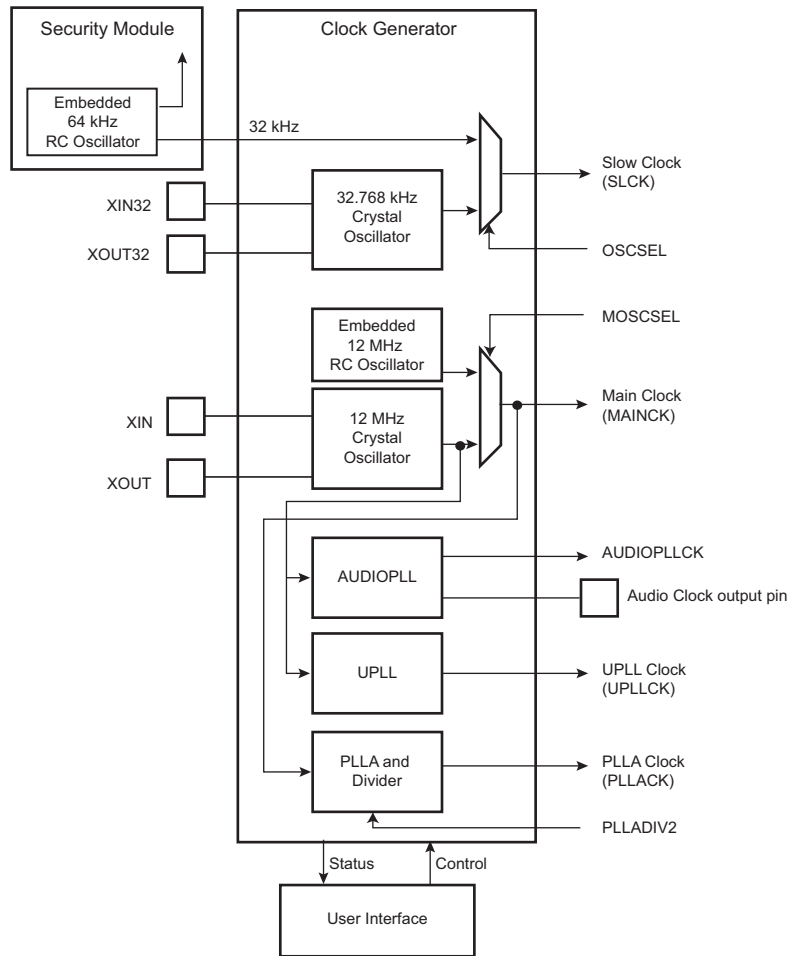 Security Module
Clock Generator
Embedded
64 kHz
RC Oscillator
32 kHz
Slow Clock
(SLCK)
XIN32
32.768 kHz
Crystal
Oscillator
XOUT32
OSCSEL
MOSCSEL
Embedded
12 MHz
RC Oscillator
Main Clock
(MAINCK)
XIN
12 MHz
Crystal
Oscillator
XOUT
AUDIOPLLCK
AUDIOPLL
Audio Clock output pin
UPLL
UPLL Clock
(UPLLCK)
PLLA and
Divider
PLLA Clock
(PLLACK)
PLLADIV2
Status
Control
User Interface